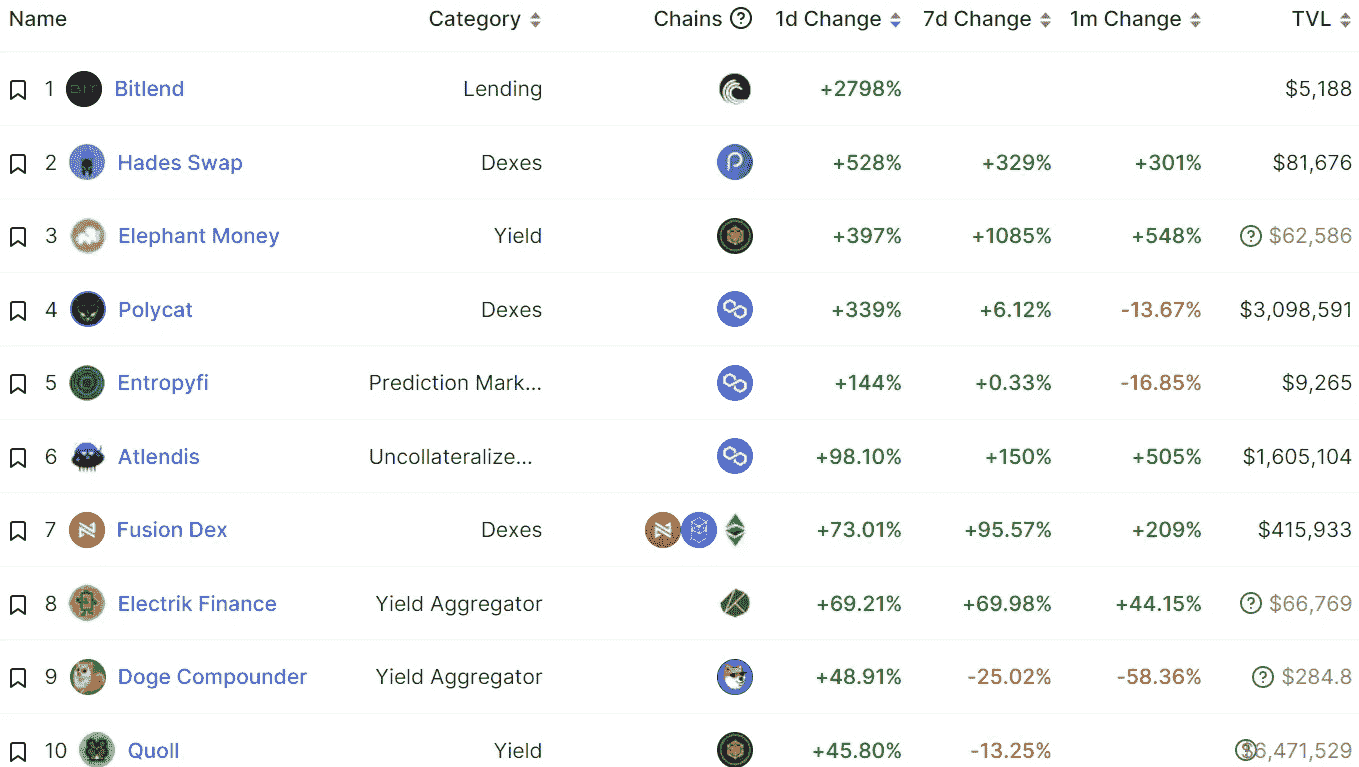 Name Category Chains ? 1d Change 7d Change 1m Change TVL
1 BIT Bitlend Lending +2798% $5,188
2 Hades Swap Dexes +528% +329% +301% $81,676
3 Elephant Money Yield +397% +1085% +548% ? $62,586
4 Polycat Dexes +339% +6.12% -13.67% $3,098,591
5 Entropyfi Prediction Mark... +144% +0.33% -16.85% $9,265
6 Atlendis Uncollateralize... +98.10% +150% +505% $1,605,104
7 Fusion Dex Dexes +73.01% +95.57% +209% $415,933
8 Electrik Finance Yield Aggregator +69.21% +69.98% +44.15% ? $66,769
9 Doge Compounder Yield Aggregator +48.91% -25.02% -58.36% ? $284.8
10 Quoll Yield +45.80% -13.25% ? $6,471,529